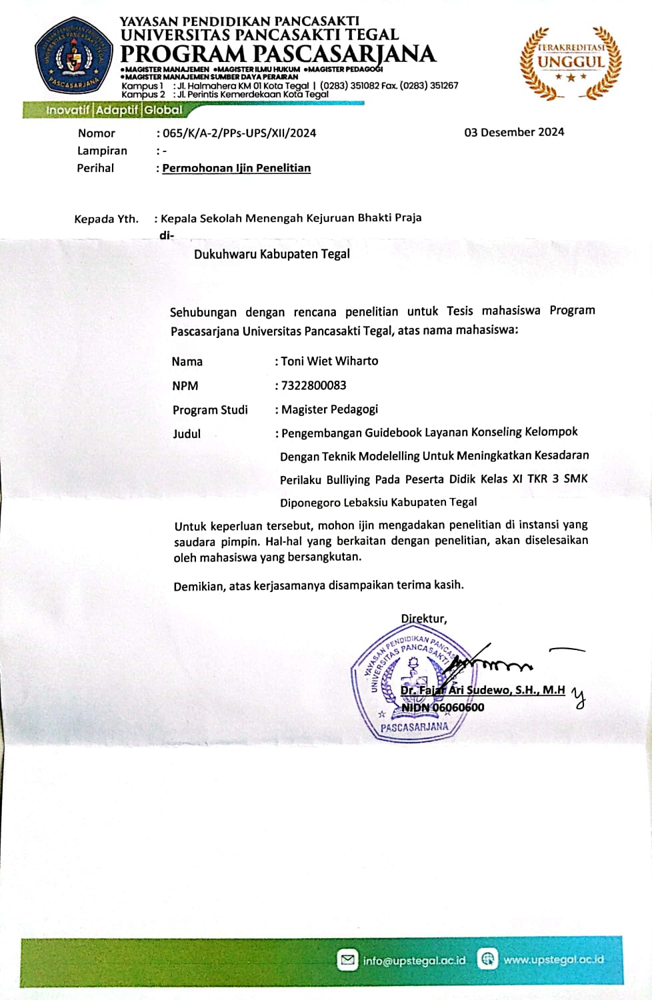 YAYASAN PENDIDIKAN PANCASAKTI
UNIVERSITAS PANCASAKTI TEGAL
PROGRAM PASCASARJANA
•MAGISTER MANAJEMEN •MAGISTER ILMU HUKUM •MAGISTER PEDAGOGI
•MAGISTER MANAJEMEN SUMBER DAYA PERAIRAN
Kampus 1 : Jl. Halmahera KM 01 Kota Tegal | (0283) 351082 Fax. (0283) 351267
Kampus 2 : Jl. Perintis Kemerdekaan Kota Tegal
Inovatif | Adaptif | Global
YAYASAN PENDIDIKAN PANCASAKTI
UNIVERSITAS PANCASAKTI TEGAL
PASCASARJANA
TERAKREDITASI
UNGGUL
Nomor : 065/K/A-2/PPs-UPS/XII/2024 03 Desember 2024
Lampiran : -
Perihal : Permohonan Ijin Penelitian
Kepada Yth. : Kepala Sekolah Menengah Kejuruan Bhakti Praja
di-
Dukuhwaru Kabupaten Tegal
Sehubungan dengan rencana penelitian untuk Tesis mahasiswa Program
Pascasarjana Universitas Pancasakti Tegal, atas nama mahasiswa:
Nama : Toni Wiet Wiharto
NPM : 7322800083
Program Studi : Magister Pedagogi
Judul : Pengembangan Guidebook Layanan Konseling Kelompok
Dengan Teknik Modelelling Untuk Meningkatkan Kesadaran
Perilaku Bulliying Pada Peserta Didik Kelas XI TKR 3 SMK
Diponegoro Lebaksiu Kabupaten Tegal
Untuk keperluan tersebut, mohon ijin mengadakan penelitian di instansi yang
saudara pimpin. Hal-hal yang berkaitan dengan penelitian, akan diselesaikan
oleh mahasiswa yang bersangkutan.
Demikian, atas kerjasamanya disampaikan terima kasih.
Direktur,
YAYASAN PENDIDIKAN PANCASAKTI
UNIVERSITAS PANCASAKTI
Dr. Fajar Ari Sudewo, S.H., M.H
NIDN 06060600
PASCASARJANA
info@upstegal.ac.id www.upstegal.ac.id